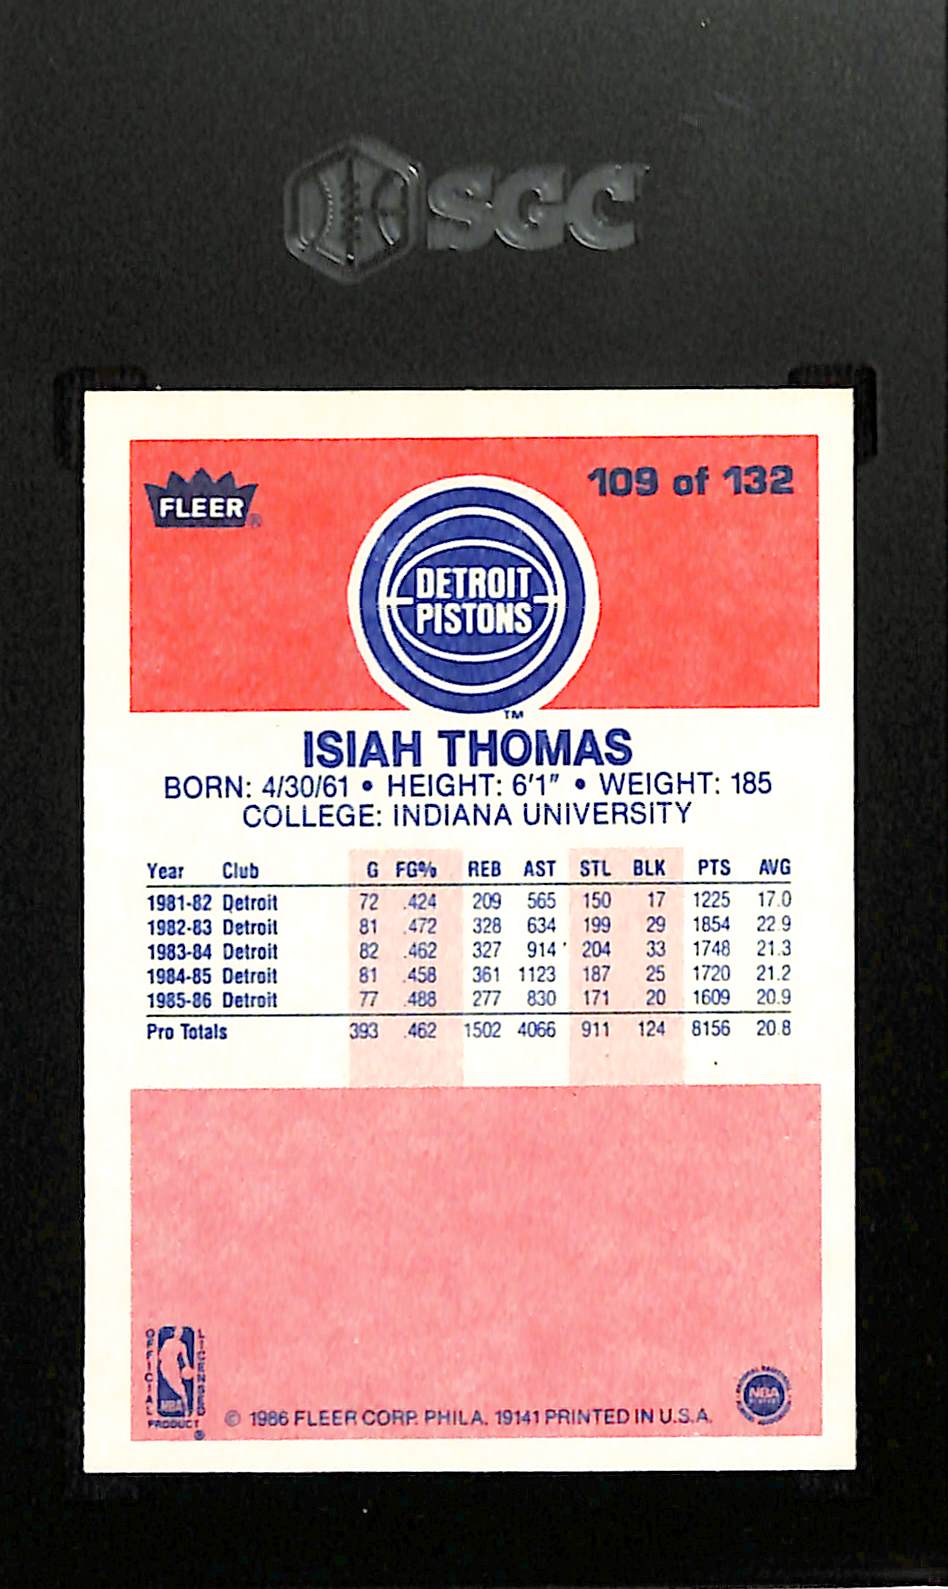 SGC
FLEER®
109 of 132
DETROIT
PISTONS
TM
ISIAH THOMAS
BORN: 4/30/61 • HEIGHT: 6'1" • WEIGHT: 185
COLLEGE: INDIANA UNIVERSITY
Year Club G FG% REB AST STL BLK PTS AVG
1981-82 Detroit 72 .424 209 565 150 17 1225 17.0
1982-83 Detroit 81 .472 328 634 199 29 1854 22.9
1983-84 Detroit 82 .462 327 914 204 33 1748 21.3
1984-85 Detroit 81 .458 361 1123 187 25 1720 21.2
1985-86 Detroit 77 .488 277 830 171 20 1609 20.9
Pro Totals 393 .462 1502 4066 911 124 8156 20.8
OFFICIAL
LICENSED
NBA
PRODUCT
®
© 1986 FLEER CORP. PHILA. 19141 PRINTED IN U.S.A.
NBA